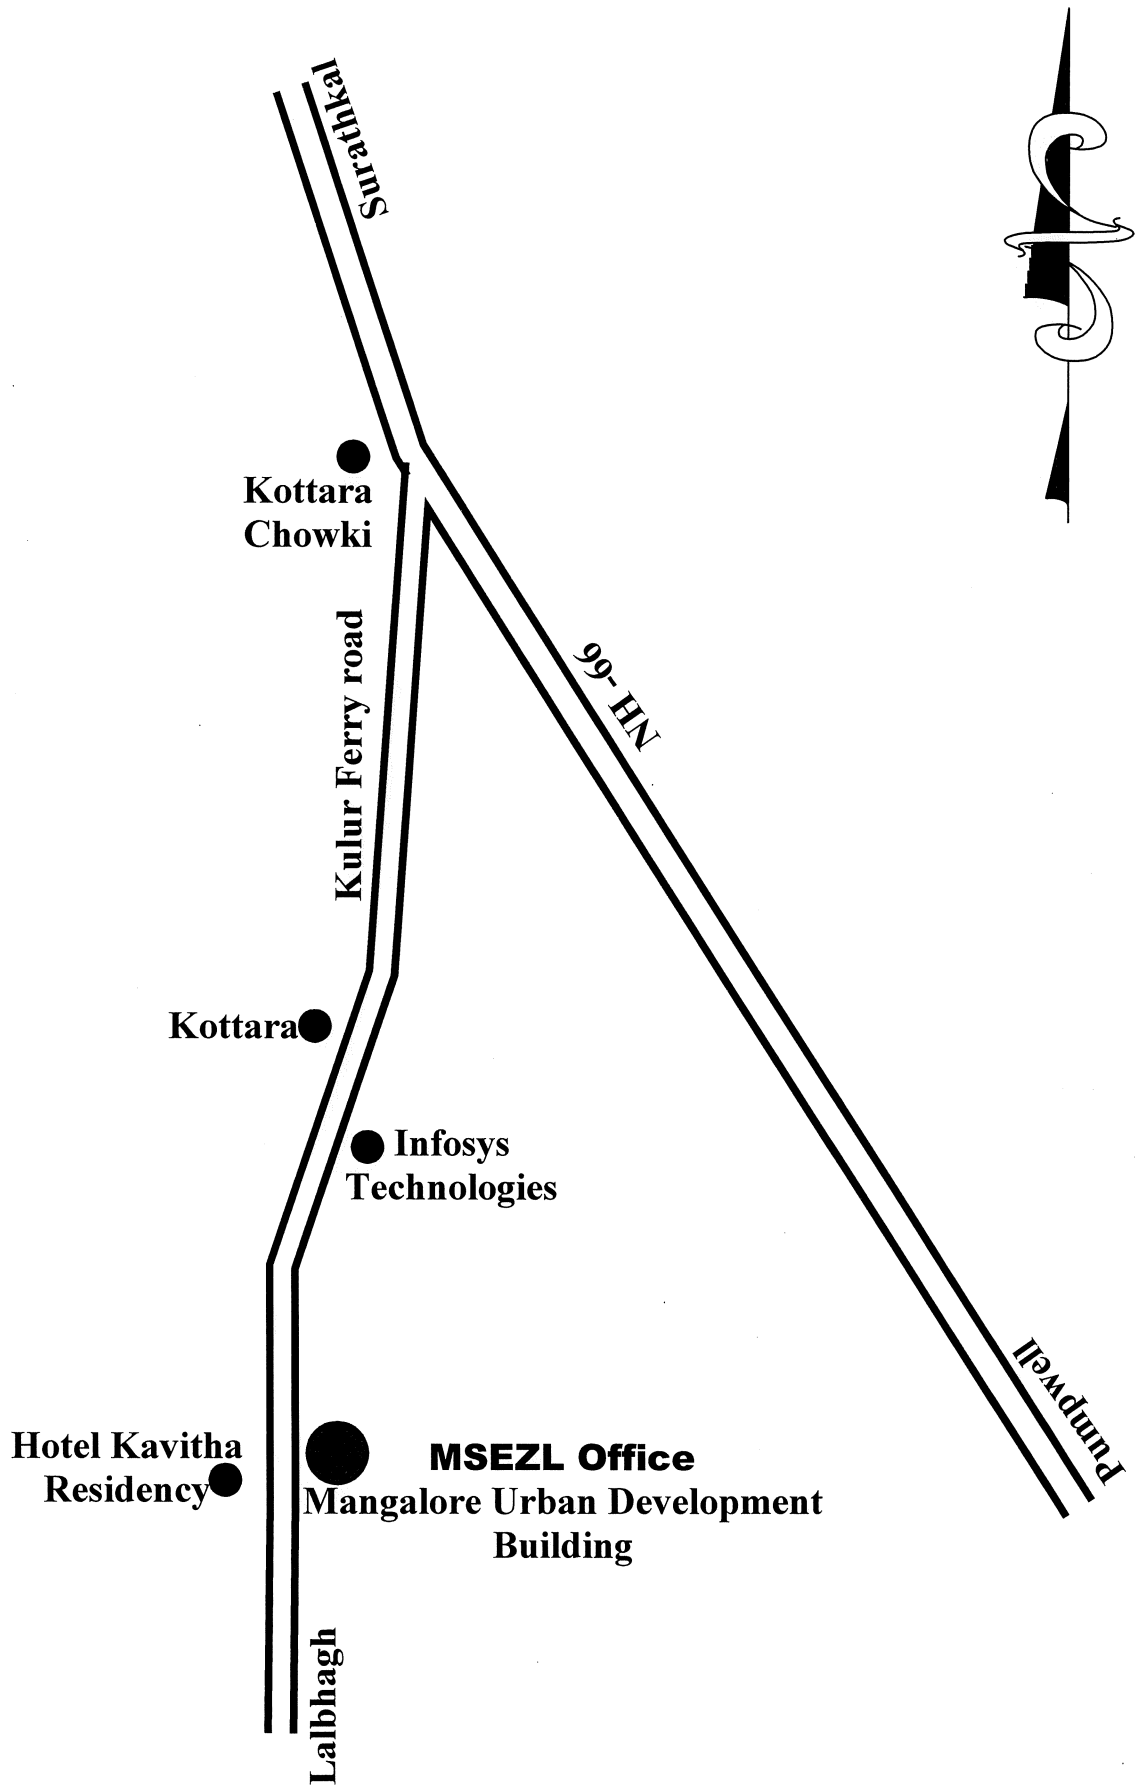 Surathkal
Kottara
Chowki
Kulur Ferry road
NH -66
Kottara
Infosys
Technologies
Pumpwell
Hotel Kavitha
Residency
MSEZL Office
Mangalore Urban Development
Building
Lalbhagh